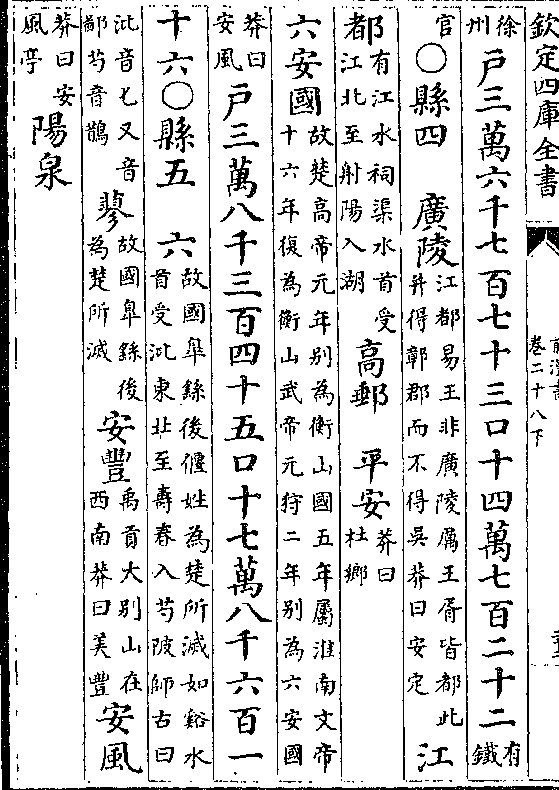 欽定四庫全書
卷二十八下
徐州戶三萬六千七百七十三口十四萬七百二十二有鐵
官〇縣四 廣陵江都易王非廣陵厲王胥皆都此并得鄣郡而不得吳莽曰安定江
都有江水祠渠水首受江北至射陽入湖高郵 平安莽曰杜鄉
六安國故楚高帝元年别為衡山國五年屬淮南文帝十六年復為衡山武帝元狩二年别為六安國
莽曰安風戶三萬八千三百四十五口十七萬八千六百一
十六〇縣五 六故國臯繇後偃姓為楚所滅如谿水首受沘東北至壽春入芍陂師古曰
沘音匕又音鄙芍音鵲蓼故國臯繇後為楚所滅安豐禹貢大别山在西南莽曰美豐安風
莽曰安風亭陽泉